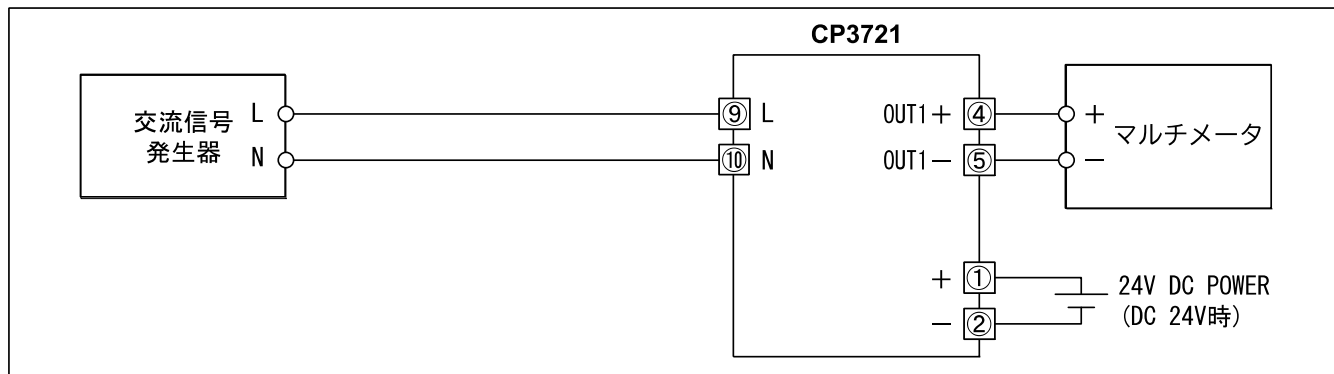 CP3721
交流信号
発生器
L
N
⑨ L
⑩ N
OUT1+ ④
OUT1- ⑤
+
-
マルチメータ
+ ①
- ②
24V DC POWER
(DC 24V時)